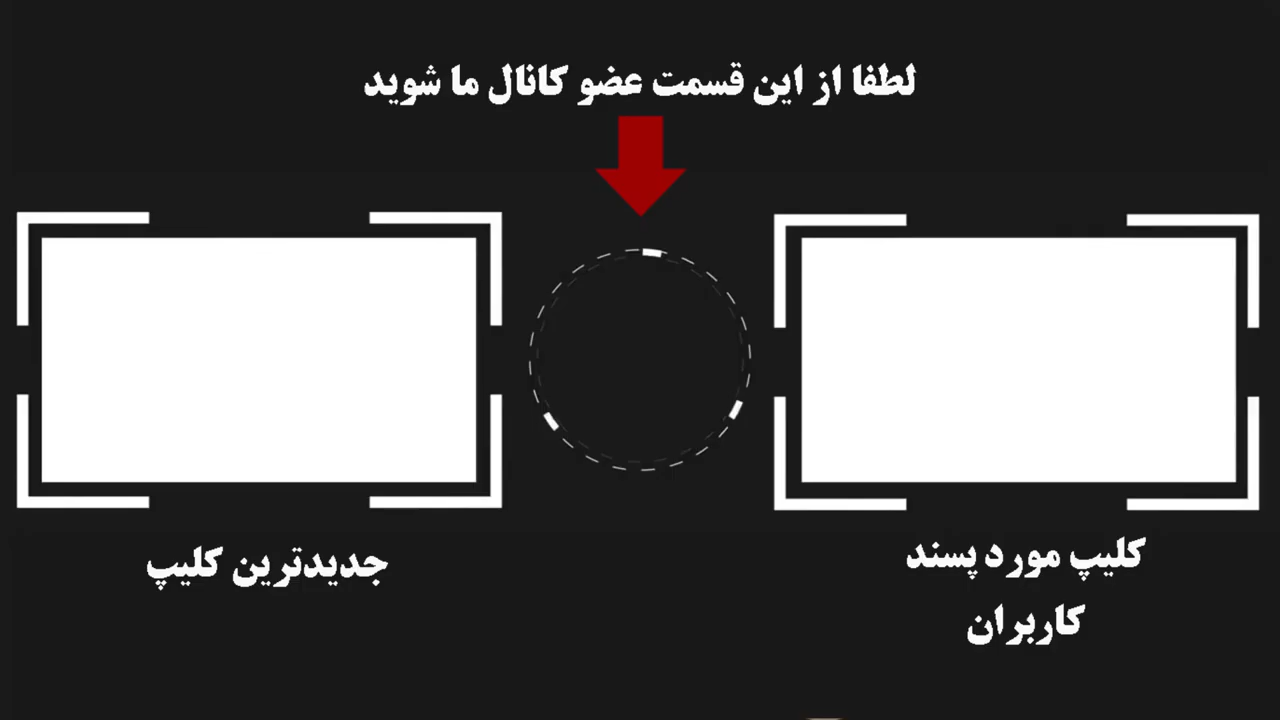 لطفا از این قسمت عضو کانال ما شوید
کلیپ مورد پسند
کاربران
جدیدترین کلیپ